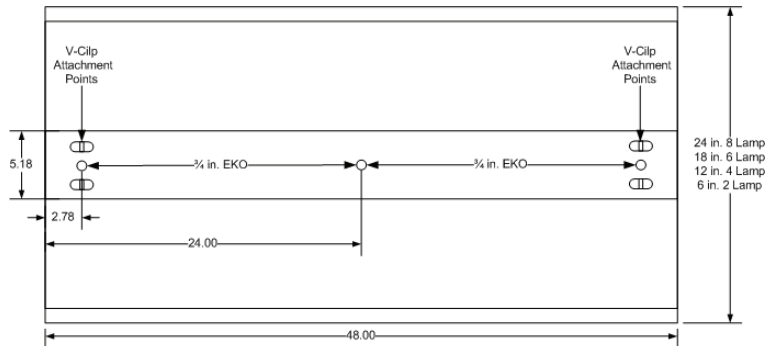 V-Cilp
Attachment
Points
V-Cilp
Attachment
Points
5.18
¾ in. EKO
¾ in. EKO
24 in. 8 Lamp
18 in. 6 Lamp
12 in. 4 Lamp
6 in. 2 Lamp
2.78
24.00
48.00